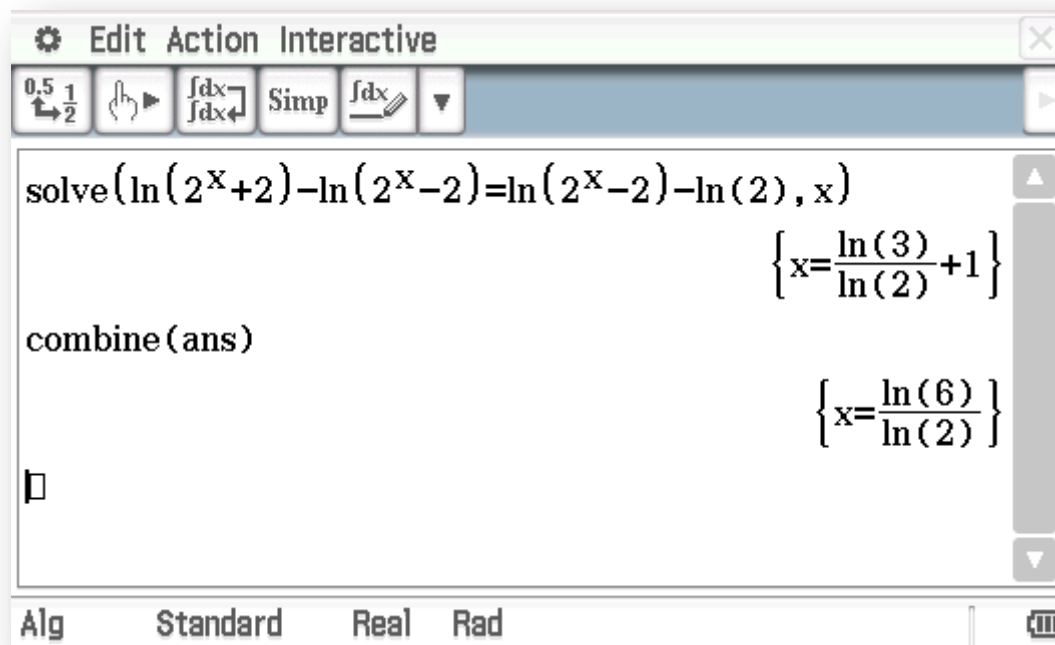 Edit Action Interactive
0.5 1/2 ∫dx ∫dx Simp ∫dx
solve(ln(2^x+2)-ln(2^x-2)=ln(2^x-2)-ln(2),x)
{x=ln(3)/ln(2)+1}
combine(ans)
{x=ln(6)/ln(2)}
Alg Standard Real Rad